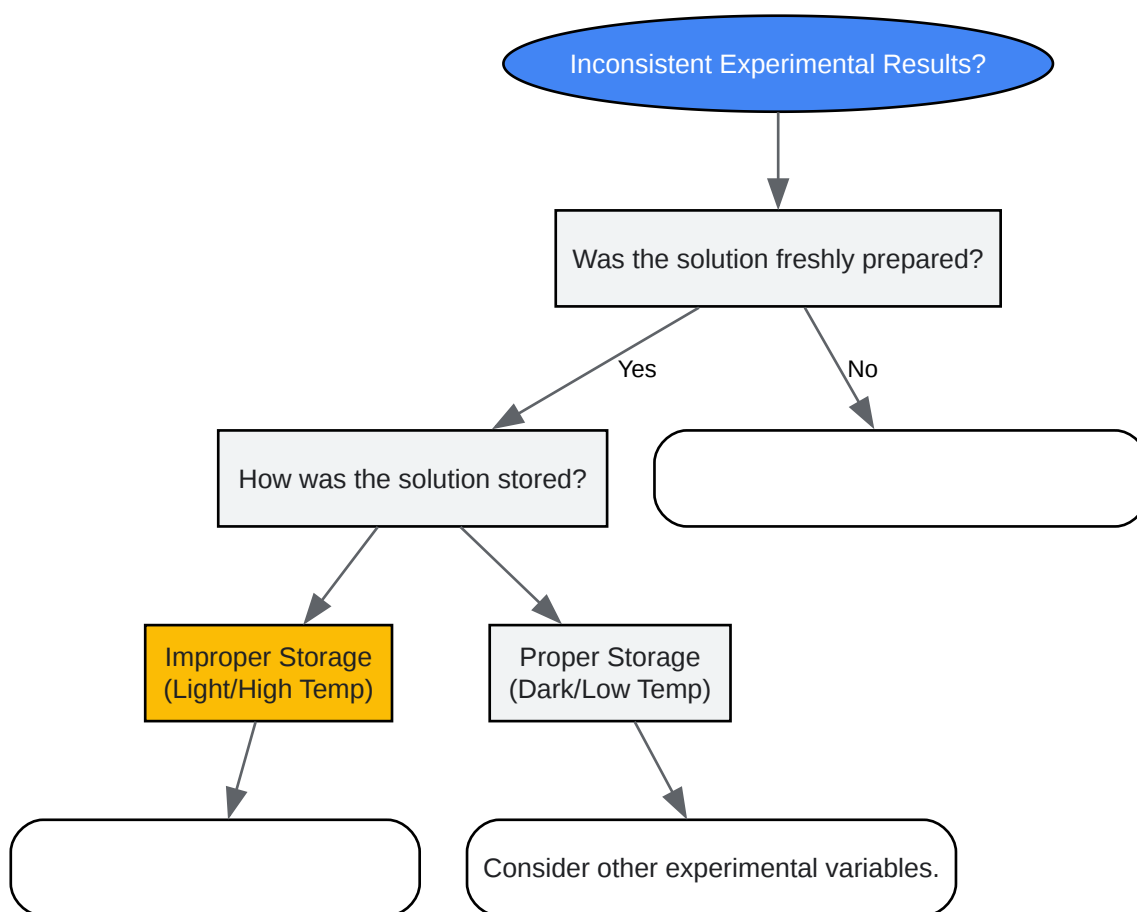 Inconsistent Experimental Results?
Was the solution freshly prepared?
Yes
No
How was the solution stored?
Improper Storage
(Light/High Temp)
Proper Storage
(Dark/Low Temp)
Consider other experimental variables.